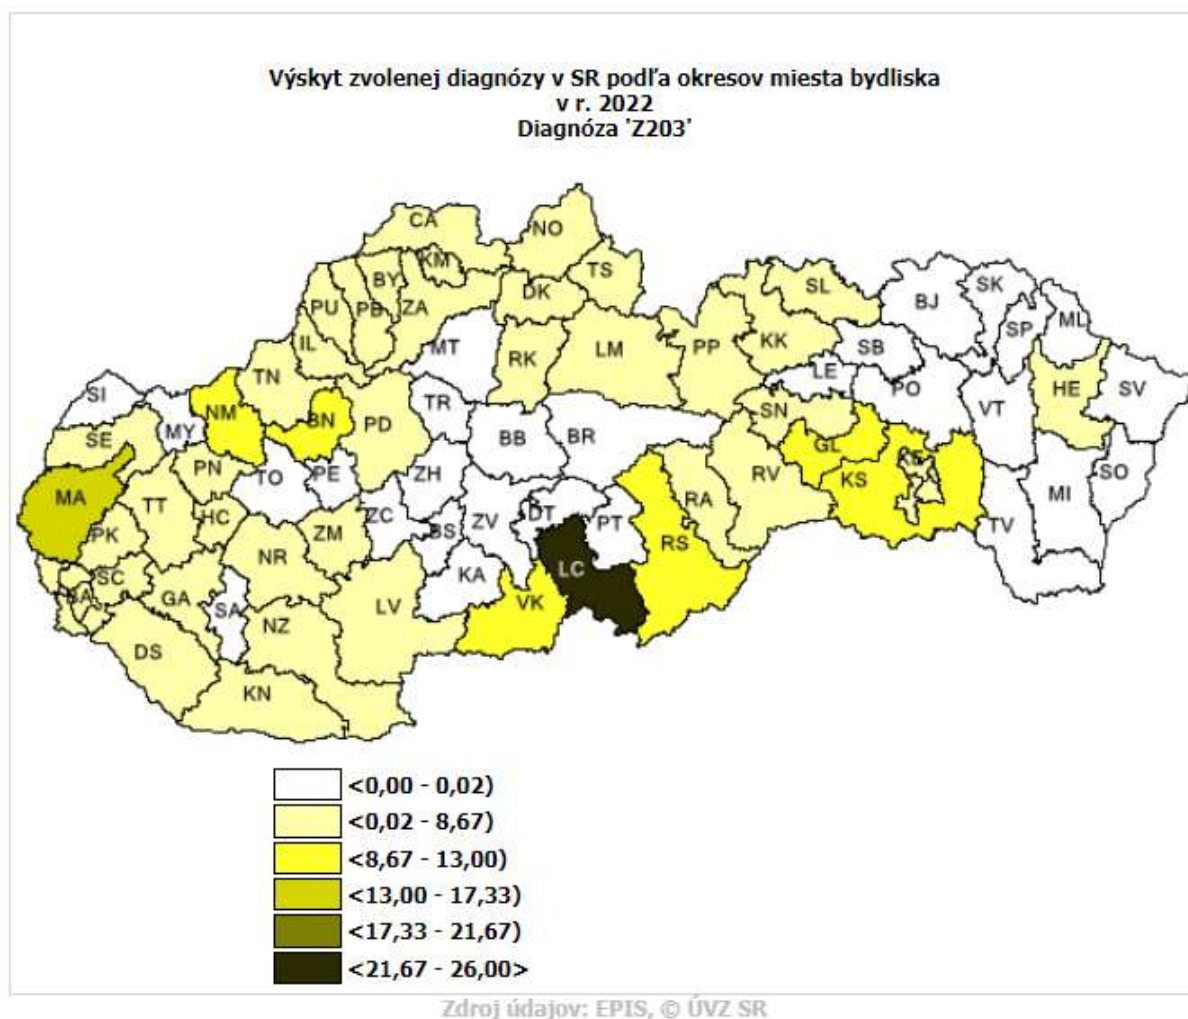 Výskyt zvolenej diagnózy v SR podľa okresov miesta bydliska
v r. 2022
Diagnóza 'Z203'
CA
NO
KM
TS
BY
DK
SL
SK
PU
PB
ZA
BJ
ML
SP
IL
MT
RK
LM
PP
KK
SB
TN
LE
PO
HE
SV
SI
NM
BN
PD
TR
SN
VT
MY
SE
BB
BR
GL
PN
TO
PE
ZH
RV
KS
KE
SO
MA
TT
RA
MI
HC
ZC
DT
PT
PK
ZM
BS
ZV
RS
TV
NR
SC
KA
LC
BA
GA
SA
LV
VK
NZ
DS
KN
<0,00 - 0,02)
<0,02 - 8,67)
<8,67 - 13,00)
<13,00 - 17,33)
<17,33 - 21,67)
<21,67 - 26,00>
Zdroj údajov: EPIS, © ÚVZ SR